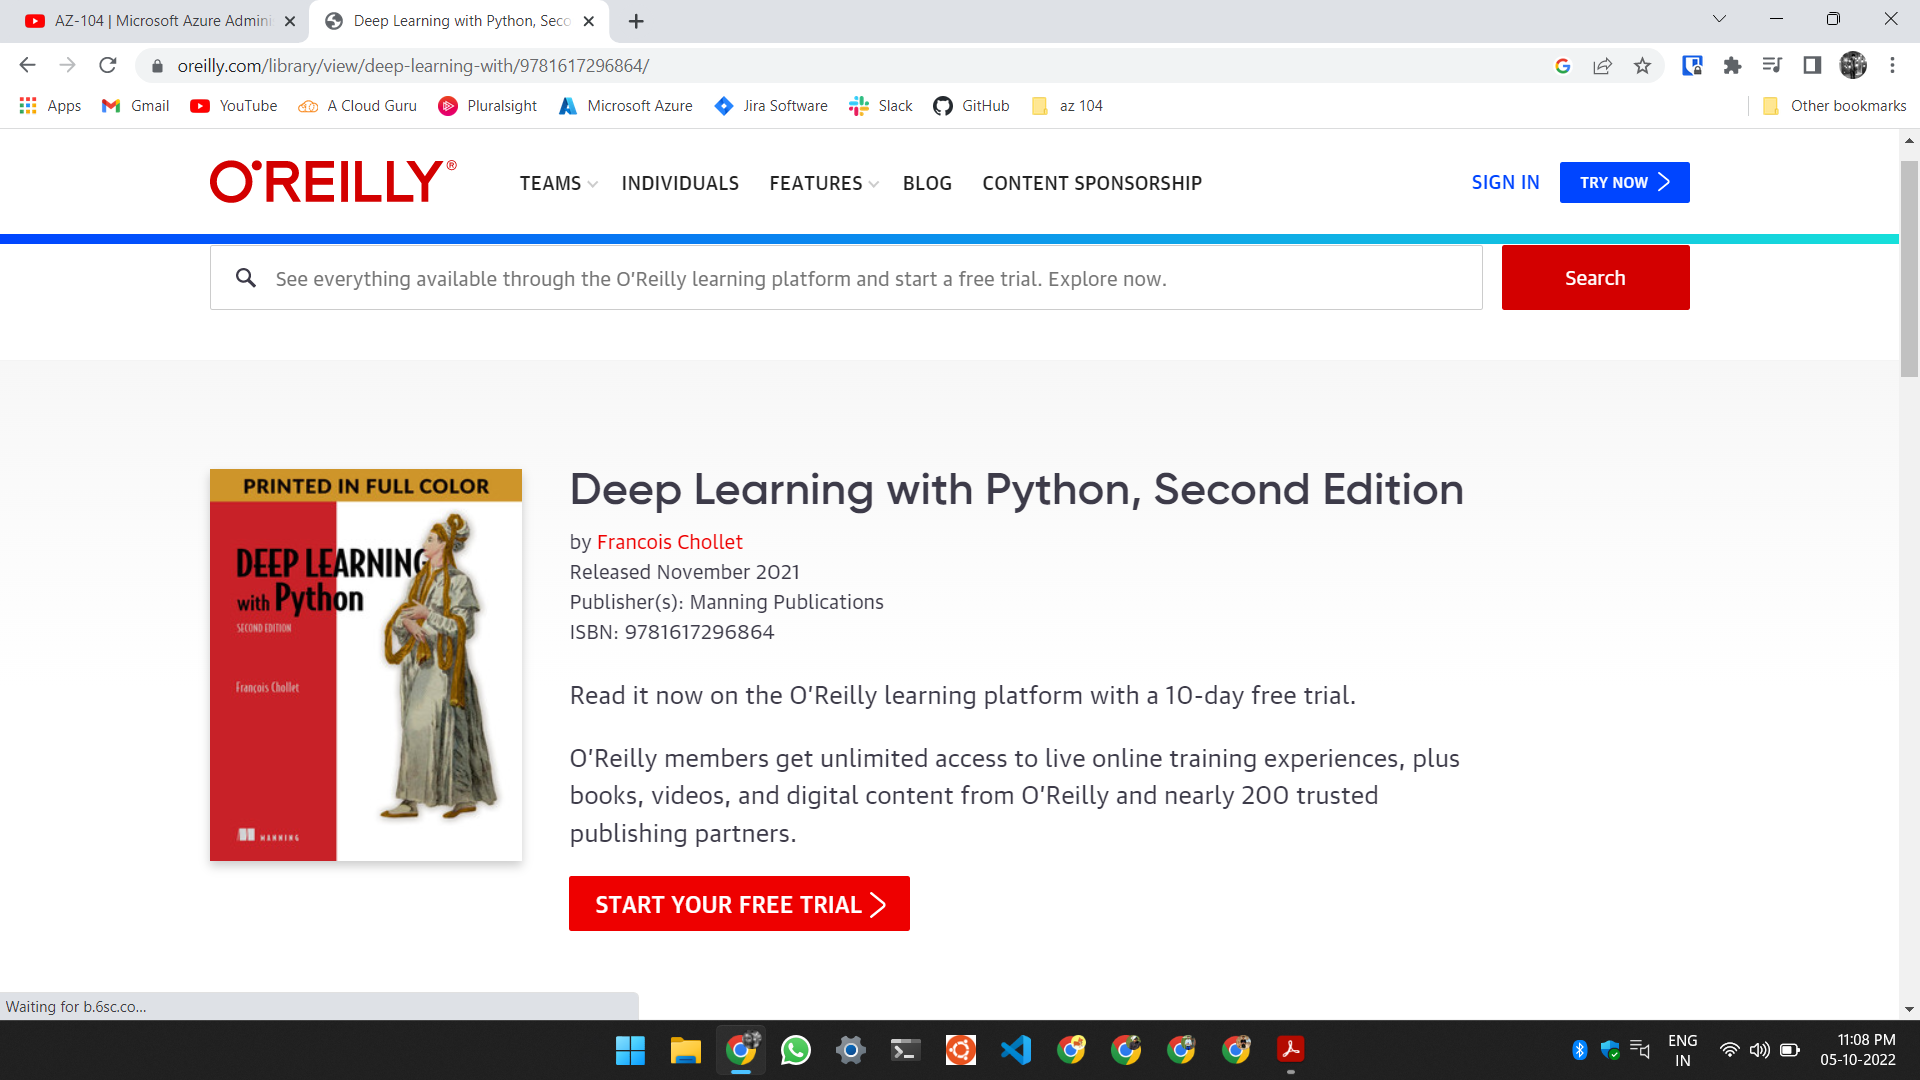 AZ-104 | Microsoft Azure Admini
Deep Learning with Python, Seco
oreilly.com/library/view/deep-learning-with/9781617296864/
Apps
Gmail
YouTube
A Cloud Guru
Pluralsight
Microsoft Azure
Jira Software
Slack
GitHub
az 104
Other bookmarks
O'REILLY®
TEAMS
INDIVIDUALS
FEATURES
BLOG
CONTENT SPONSORSHIP
SIGN IN
TRY NOW
See everything available through the O'Reilly learning platform and start a free trial. Explore now.
Search
PRINTED IN FULL COLOR
DEEP LEARNING
with Python
SECOND EDITION
François Chollet
MANNING
Deep Learning with Python, Second Edition
by Francois Chollet
Released November 2021
Publisher(s): Manning Publications
ISBN: 9781617296864
Read it now on the O'Reilly learning platform with a 10-day free trial.
O'Reilly members get unlimited access to live online training experiences, plus
books, videos, and digital content from O'Reilly and nearly 200 trusted
publishing partners.
START YOUR FREE TRIAL
Waiting for b.6sc.co...
ENG
IN
11:08 PM
05-10-2022